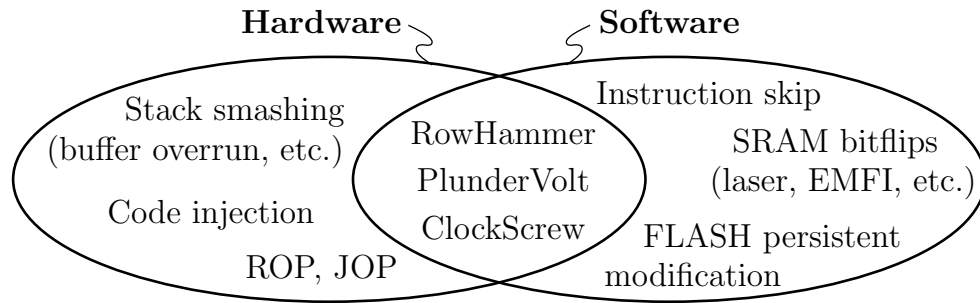 Hardware
Software
Stack smashing
(buffer overrun, etc.)
Code injection
ROP, JOP
RowHammer
PlunderVolt
ClockScrew
Instruction skip
SRAM bitflips
(laser, EMFI, etc.)
FLASH persistent
modification